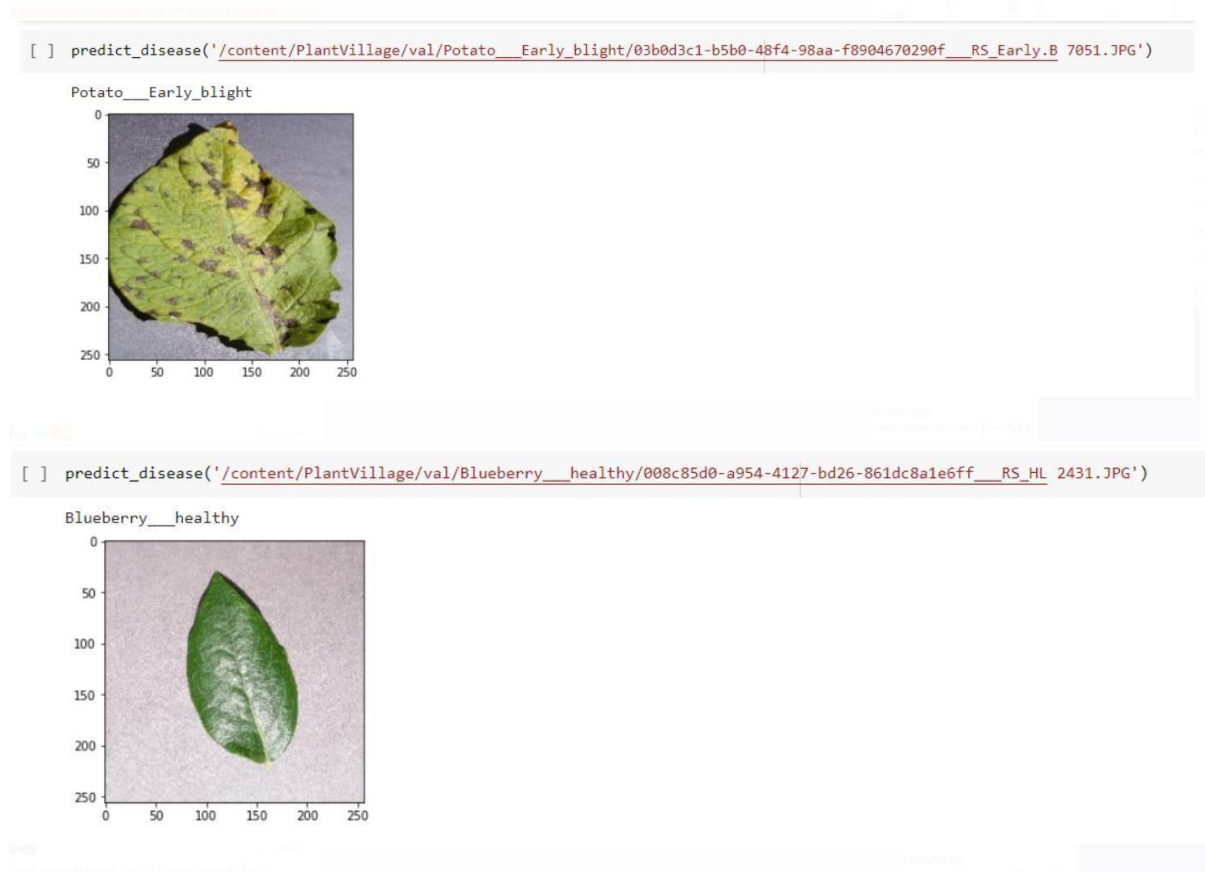 [ ] predict_disease('/content/PlantVillage/val/Potato___Early_blight/03b0d3c1-b5b0-48f4-98aa-f8904670290f___RS_Early.B 7051.JPG')
Potato___Early_blight
0
50
100
150
200
250
0 50 100 150 200 250
[ ] predict_disease('/content/PlantVillage/val/Blueberry___healthy/008c85d0-a954-4127-bd26-861dc8a1e6ff___RS_HL 2431.JPG')
Blueberry___healthy
0
50
100
150
200
250
0 50 100 150 200 250